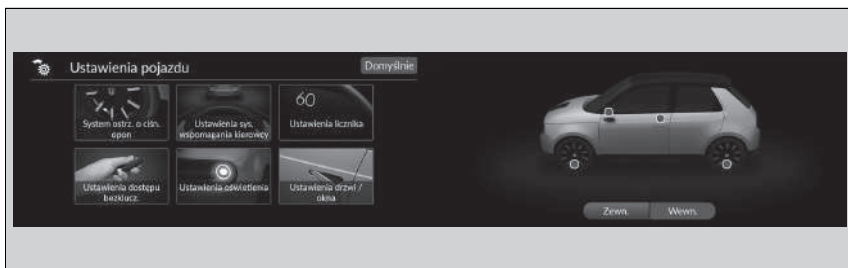 Ustawienia pojazdu
Domyślnie
System ostrz. o ciśn.
opon
Ustawienia sys.
wspomagania kierowcy
60
Ustawienia licznika
Ustawienia dostępu
bezklucz.
Ustawienia oświetlenia
Ustawienia drzwi /
okna
Zewn.
Wewn.